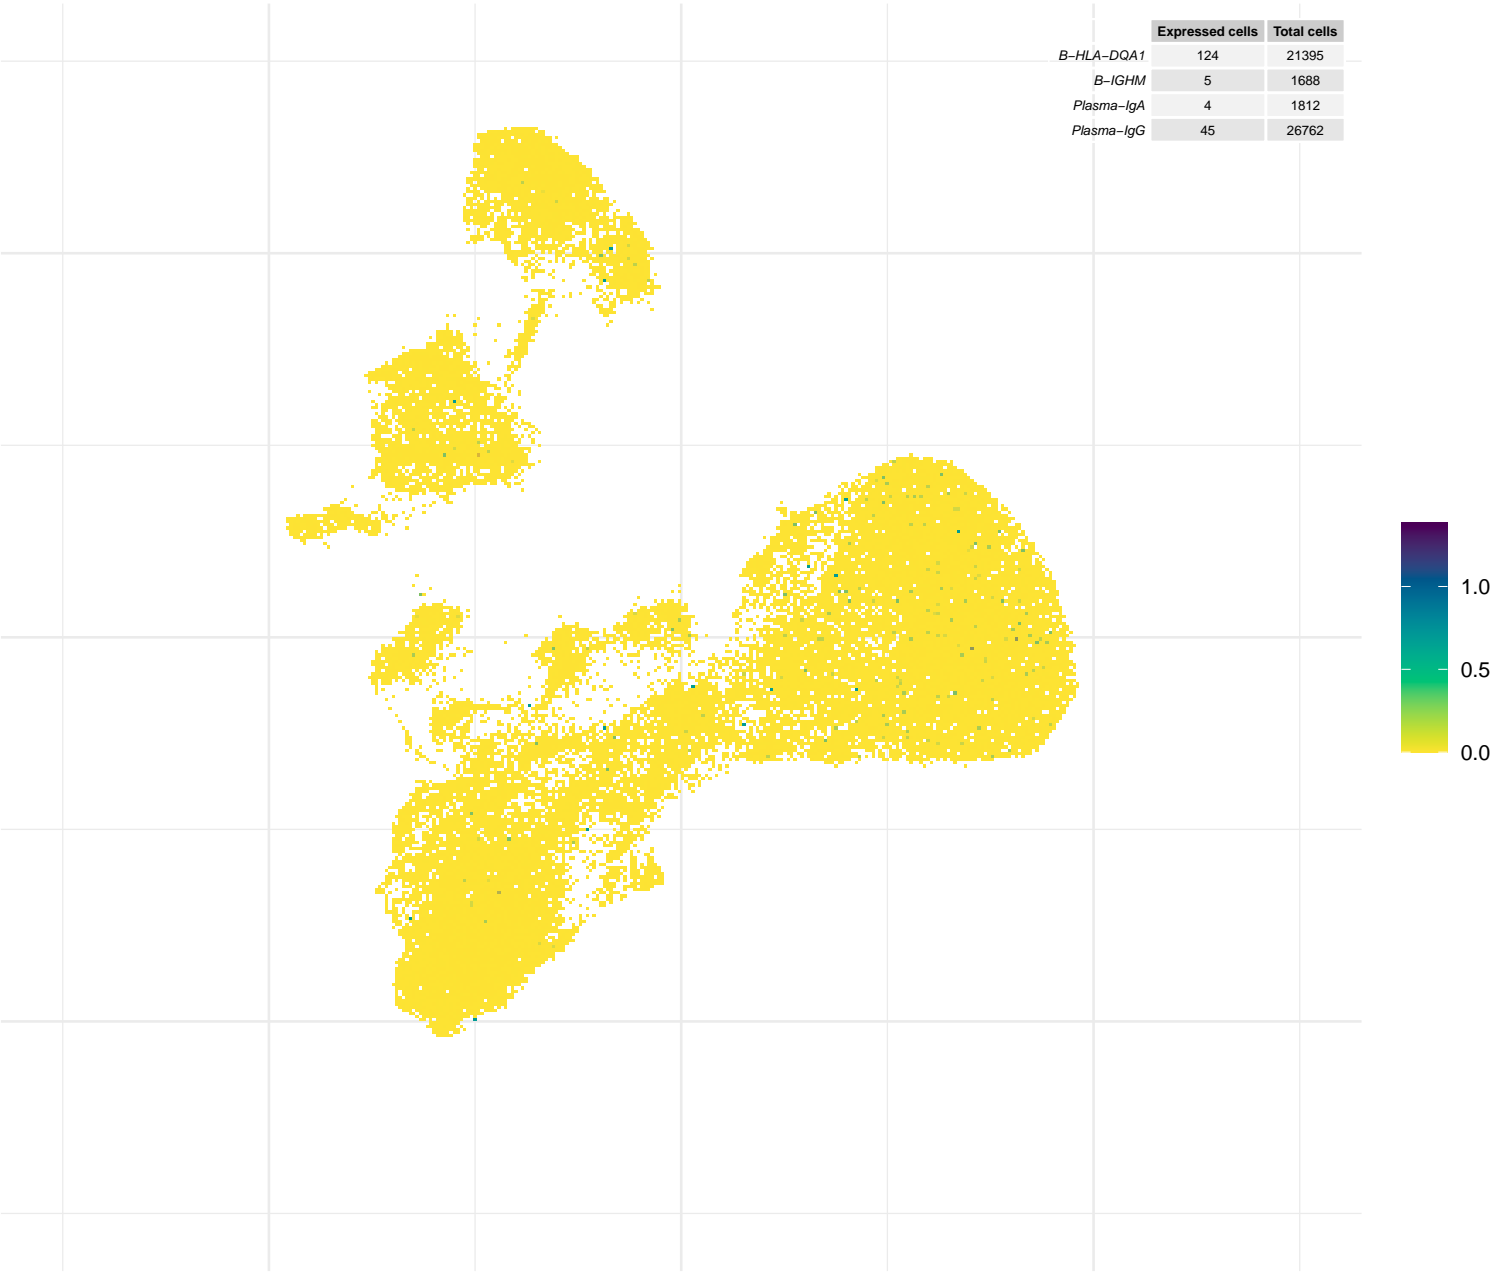 Expressed cells Total cells
B−HLA−DQA1 124 21395
B−IGHM 5 1688
Plasma−IgA 4 1812
Plasma−IgG 45 26762
1.0
0.5
0.0